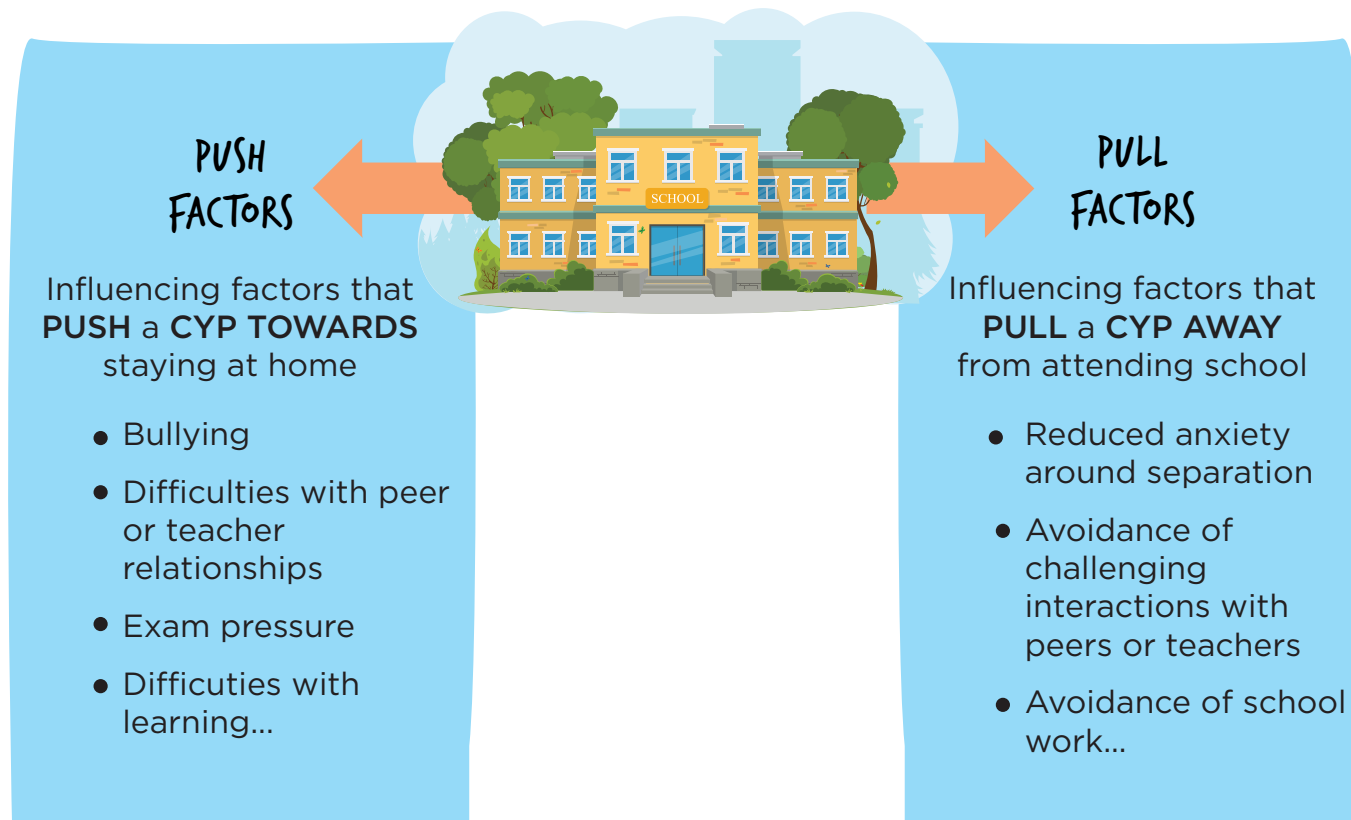 PUSH
FACTORS
Influencing factors that
PUSH a CYP TOWARDS
staying at home
• Bullying
• Difficulties with peer
or teacher
relationships
• Exam pressure
• Difficuties with
learning...
SCHOOL
PULL
FACTORS
Influencing factors that
PULL a CYP AWAY
from attending school
• Reduced anxiety
around separation
• Avoidance of
challenging
interactions with
peers or teachers
• Avoidance of school
work...